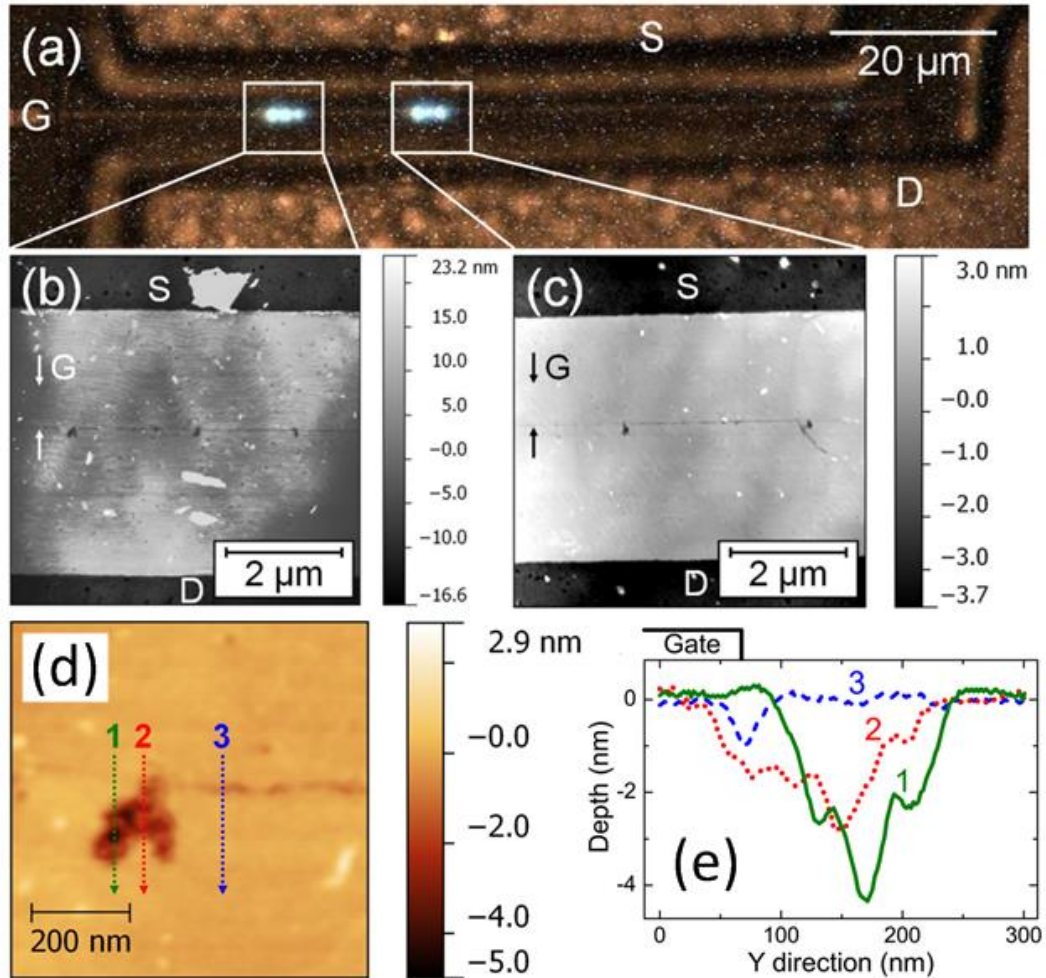 (a)
S
20 μm
G
D
(b)
S
G
2 μm
D
23.2 nm
15.0
10.0
5.0
−0.0
−5.0
−10.0
−16.6
(c)
S
G
2 μm
D
3.0 nm
1.0
−0.0
−1.0
−2.0
−3.0
−3.7
(d)
1 2 3
200 nm
2.9 nm
−0.0
−2.0
−4.0
−5.0
Gate
0
-2
-4
Depth (nm)
3
2
1
(e)
0 100 200 300
Y direction (nm)